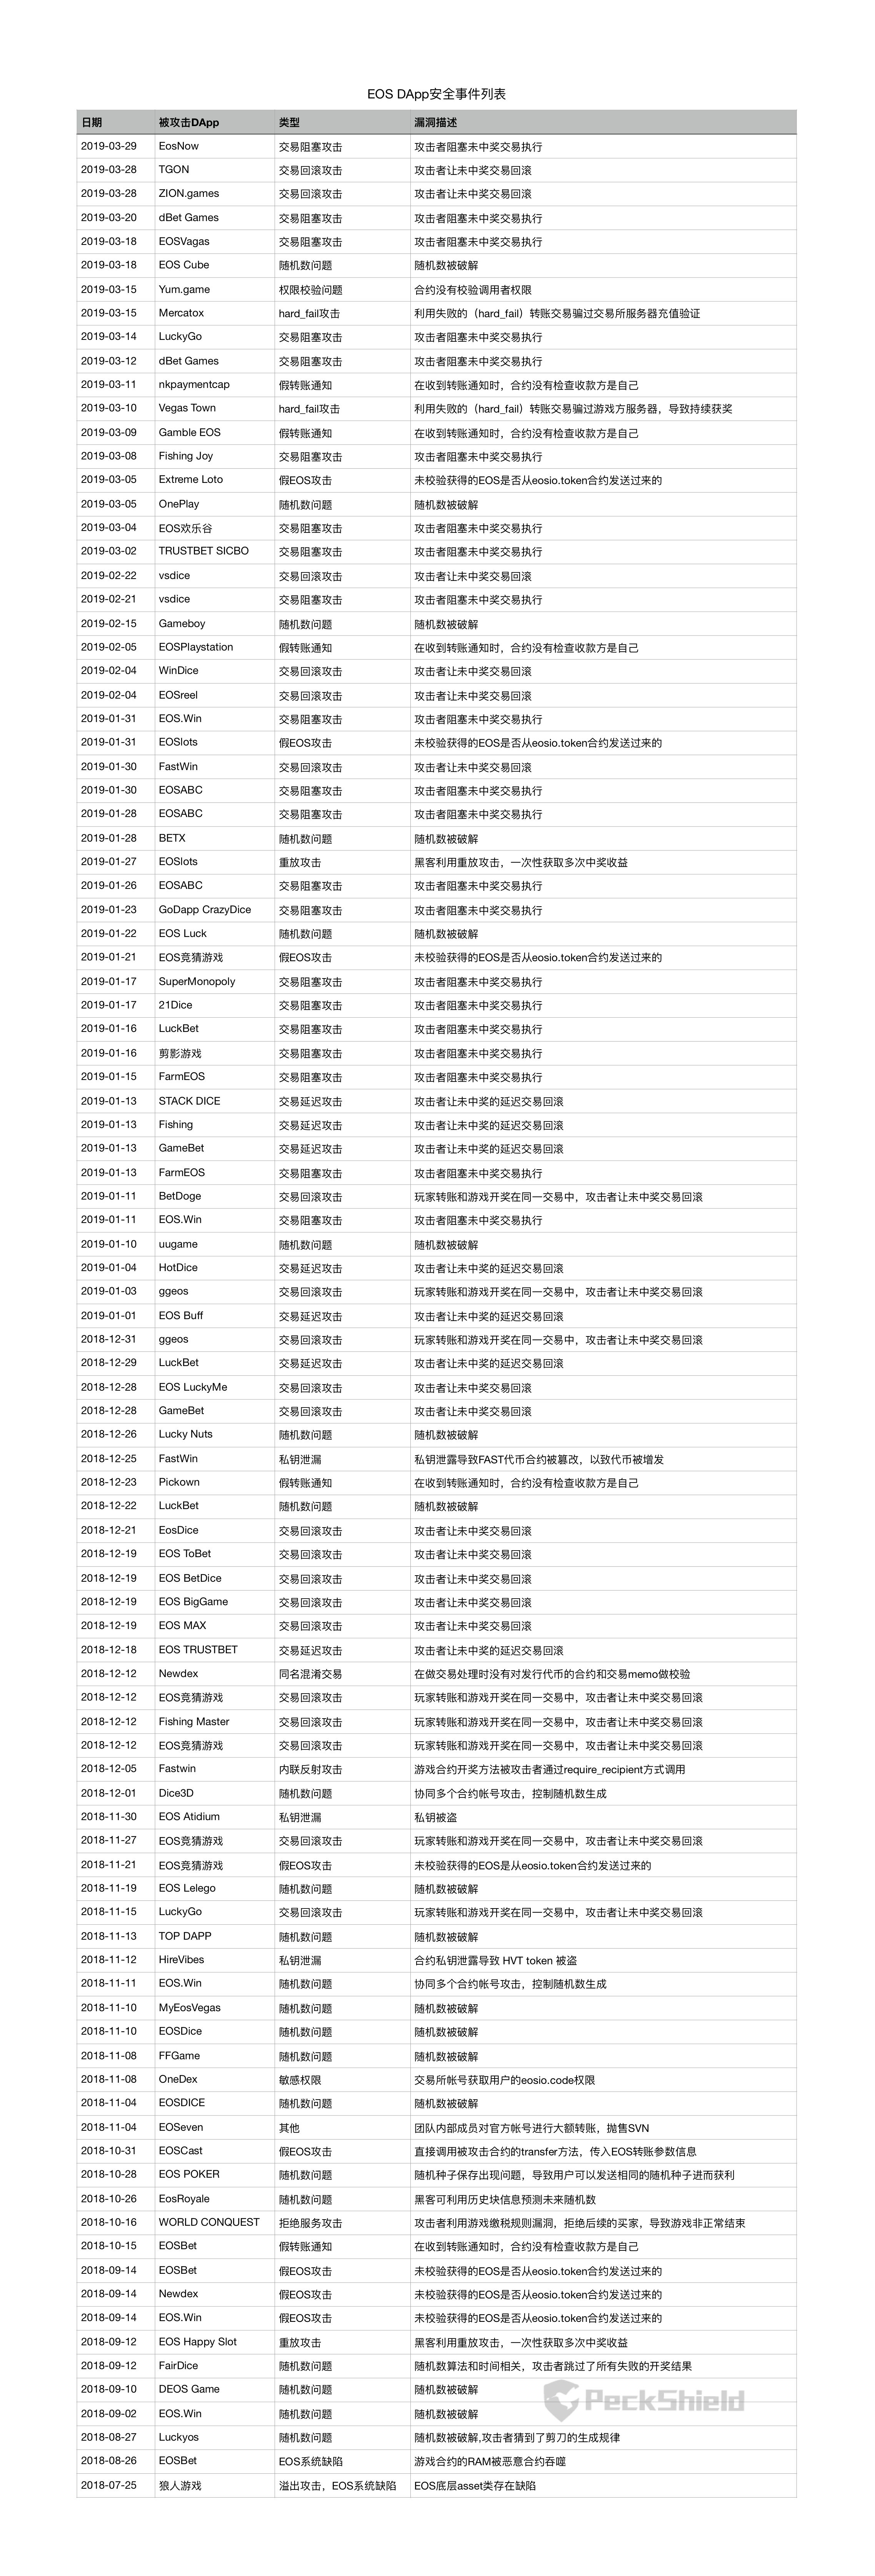 EOS DApp安全事件列表
日期 被攻击DApp 类型 漏洞描述
2019-03-29 EosNow 交易阻塞攻击 攻击者阻塞未中奖交易执行
2019-03-28 TGON 交易回滚攻击 攻击者让未中奖交易回滚
2019-03-28 ZION.games 交易回滚攻击 攻击者让未中奖交易回滚
2019-03-20 dBet Games 交易阻塞攻击 攻击者阻塞未中奖交易执行
2019-03-18 EOSVagas 交易阻塞攻击 攻击者阻塞未中奖交易执行
2019-03-18 EOS Cube 随机数问题 随机数被破解
2019-03-15 Yum.game 权限校验问题 合约没有校验调用者权限
2019-03-15 Mercatox hard_fail攻击 利用失败的（hard_fail）转账交易骗过交易所服务器充值验证
2019-03-14 LuckyGo 交易阻塞攻击 攻击者阻塞未中奖交易执行
2019-03-12 dBet Games 交易阻塞攻击 攻击者阻塞未中奖交易执行
2019-03-11 nkpaymentcap 假转账通知 在收到转账通知时，合约没有检查收款方是自己
2019-03-10 Vegas Town hard_fail攻击 利用失败的（hard_fail）转账交易骗过游戏方服务器，导致持续获奖
2019-03-09 Gamble EOS 假转账通知 在收到转账通知时，合约没有检查收款方是自己
2019-03-08 Fishing Joy 交易阻塞攻击 攻击者阻塞未中奖交易执行
2019-03-05 Extreme Loto 假EOS攻击 未校验获得的EOS是否从eosio.token合约发送过来的
2019-03-05 OnePlay 随机数问题 随机数被破解
2019-03-04 EOS欢乐谷 交易阻塞攻击 攻击者阻塞未中奖交易执行
2019-03-02 TRUSTBET SICBO 交易阻塞攻击 攻击者阻塞未中奖交易执行
2019-02-22 vsdice 交易回滚攻击 攻击者让未中奖交易回滚
2019-02-21 vsdice 交易阻塞攻击 攻击者阻塞未中奖交易执行
2019-02-15 Gameboy 随机数问题 随机数被破解
2019-02-05 EOSPlaystation 假转账通知 在收到转账通知时，合约没有检查收款方是自己
2019-02-04 WinDice 交易回滚攻击 攻击者让未中奖交易回滚
2019-02-04 EOSreel 交易回滚攻击 攻击者让未中奖交易回滚
2019-01-31 EOS.Win 交易阻塞攻击 攻击者阻塞未中奖交易执行
2019-01-31 EOSlots 假EOS攻击 未校验获得的EOS是否从eosio.token合约发送过来的
2019-01-30 FastWin 交易回滚攻击 攻击者让未中奖交易回滚
2019-01-30 EOSABC 交易阻塞攻击 攻击者阻塞未中奖交易执行
2019-01-28 EOSABC 交易阻塞攻击 攻击者阻塞未中奖交易执行
2019-01-28 BETX 随机数问题 随机数被破解
2019-01-27 EOSlots 重放攻击 黑客利用重放攻击，一次性获取多次中奖收益
2019-01-26 EOSABC 交易阻塞攻击 攻击者阻塞未中奖交易执行
2019-01-23 GoDapp CrazyDice 交易阻塞攻击 攻击者阻塞未中奖交易执行
2019-01-22 EOS Luck 随机数问题 随机数被破解
2019-01-21 EOS竞猜游戏 假EOS攻击 未校验获得的EOS是否从eosio.token合约发送过来的
2019-01-17 SuperMonopoly 交易阻塞攻击 攻击者阻塞未中奖交易执行
2019-01-17 21Dice 交易阻塞攻击 攻击者阻塞未中奖交易执行
2019-01-16 LuckBet 交易阻塞攻击 攻击者阻塞未中奖交易执行
2019-01-16 剪影游戏 交易阻塞攻击 攻击者阻塞未中奖交易执行
2019-01-15 FarmEOS 交易阻塞攻击 攻击者阻塞未中奖交易执行
2019-01-13 STACK DICE 交易延迟攻击 攻击者让未中奖的延迟交易回滚
2019-01-13 Fishing 交易延迟攻击 攻击者让未中奖的延迟交易回滚
2019-01-13 GameBet 交易延迟攻击 攻击者让未中奖的延迟交易回滚
2019-01-13 FarmEOS 交易阻塞攻击 攻击者阻塞未中奖交易执行
2019-01-11 BetDoge 交易回滚攻击 玩家转账和游戏开奖在同一交易中，攻击者让未中奖交易回滚
2019-01-11 EOS.Win 交易阻塞攻击 攻击者阻塞未中奖交易执行
2019-01-10 uugame 随机数问题 随机数被破解
2019-01-04 HotDice 交易延迟攻击 攻击者让未中奖的延迟交易回滚
2019-01-03 ggeos 交易回滚攻击 玩家转账和游戏开奖在同一交易中，攻击者让未中奖交易回滚
2019-01-01 EOS Buff 交易延迟攻击 攻击者让未中奖的延迟交易回滚
2018-12-31 ggeos 交易回滚攻击 玩家转账和游戏开奖在同一交易中，攻击者让未中奖交易回滚
2018-12-29 LuckBet 交易延迟攻击 攻击者让未中奖的延迟交易回滚
2018-12-28 EOS LuckyMe 交易回滚攻击 攻击者让未中奖交易回滚
2018-12-28 GameBet 交易回滚攻击 攻击者让未中奖交易回滚
2018-12-26 Lucky Nuts 随机数问题 随机数被破解
2018-12-25 FastWin 私钥泄漏 私钥泄露导致FAST代币合约被篡改，以致代币被增发
2018-12-23 Pickown 假转账通知 在收到转账通知时，合约没有检查收款方是自己
2018-12-22 LuckBet 随机数问题 随机数被破解
2018-12-21 EosDice 交易回滚攻击 攻击者让未中奖交易回滚
2018-12-19 EOS ToBet 交易回滚攻击 攻击者让未中奖交易回滚
2018-12-19 EOS BetDice 交易回滚攻击 攻击者让未中奖交易回滚
2018-12-19 EOS BigGame 交易回滚攻击 攻击者让未中奖交易回滚
2018-12-19 EOS MAX 交易回滚攻击 攻击者让未中奖交易回滚
2018-12-18 EOS TRUSTBET 交易延迟攻击 攻击者让未中奖的延迟交易回滚
2018-12-12 Newdex 同名混淆交易 在做交易处理时没有对发行代币的合约和交易memo做校验
2018-12-12 EOS竞猜游戏 交易回滚攻击 玩家转账和游戏开奖在同一交易中，攻击者让未中奖交易回滚
2018-12-12 Fishing Master 交易回滚攻击 玩家转账和游戏开奖在同一交易中，攻击者让未中奖交易回滚
2018-12-12 EOS竞猜游戏 交易回滚攻击 玩家转账和游戏开奖在同一交易中，攻击者让未中奖交易回滚
2018-12-05 Fastwin 内联反射攻击 游戏合约开奖方法被攻击者通过require_recipient方式调用
2018-12-01 Dice3D 随机数问题 协同多个合约帐号攻击，控制随机数生成
2018-11-30 EOS Atidium 私钥泄漏 私钥被盗
2018-11-27 EOS竞猜游戏 交易回滚攻击 玩家转账和游戏开奖在同一交易中，攻击者让未中奖交易回滚
2018-11-21 EOS竞猜游戏 假EOS攻击 未校验获得的EOS是从eosio.token合约发送过来的
2018-11-19 EOS Lelego 随机数问题 随机数被破解
2018-11-15 LuckyGo 交易回滚攻击 玩家转账和游戏开奖在同一交易中，攻击者让未中奖交易回滚
2018-11-13 TOP DAPP 随机数问题 随机数被破解
2018-11-12 HireVibes 私钥泄漏 合约私钥泄露导致 HVT token 被盗
2018-11-11 EOS.Win 随机数问题 协同多个合约帐号攻击，控制随机数生成
2018-11-10 MyEosVegas 随机数问题 随机数被破解
2018-11-10 EOSDice 随机数问题 随机数被破解
2018-11-08 FFGame 随机数问题 随机数被破解
2018-11-08 OneDex 敏感权限 交易所帐号获取用户的eosio.code权限
2018-11-04 EOSDICE 随机数问题 随机数被破解
2018-11-04 EOSeven 其他 团队内部成员对官方帐号进行大额转账，抛售SVN
2018-10-31 EOSCast 假EOS攻击 直接调用被攻击合约的transfer方法，传入EOS转账参数信息
2018-10-28 EOS POKER 随机数问题 随机种子保存出现问题，导致用户可以发送相同的随机种子进而获利
2018-10-26 EosRoyale 随机数问题 黑客可利用历史块信息预测未来随机数
2018-10-16 WORLD CONQUEST 拒绝服务攻击 攻击者利用游戏缴税规则漏洞，拒绝后续的买家，导致游戏非正常结束
2018-10-15 EOSBet 假转账通知 在收到转账通知时，合约没有检查收款方是自己
2018-09-14 EOSBet 假EOS攻击 未校验获得的EOS是否从eosio.token合约发送过来的
2018-09-14 Newdex 假EOS攻击 未校验获得的EOS是否从eosio.token合约发送过来的
2018-09-14 EOS.Win 假EOS攻击 未校验获得的EOS是否从eosio.token合约发送过来的
2018-09-12 EOS Happy Slot 重放攻击 黑客利用重放攻击，一次性获取多次中奖收益
2018-09-12 FairDice 随机数问题 随机数算法和时间相关，攻击者跳过了所有失败的开奖结果
2018-09-10 DEOS Game 随机数问题 随机数被破解
PeckShield
2018-09-02 EOS.Win 随机数问题 随机数被破解
2018-08-27 Luckyos 随机数问题 随机数被破解,攻击者猜到了剪刀的生成规律
2018-08-26 EOSBet EOS系统缺陷 游戏合约的RAM被恶意合约吞噬
2018-07-25 狼人游戏 溢出攻击，EOS系统缺陷 EOS底层asset类存在缺陷